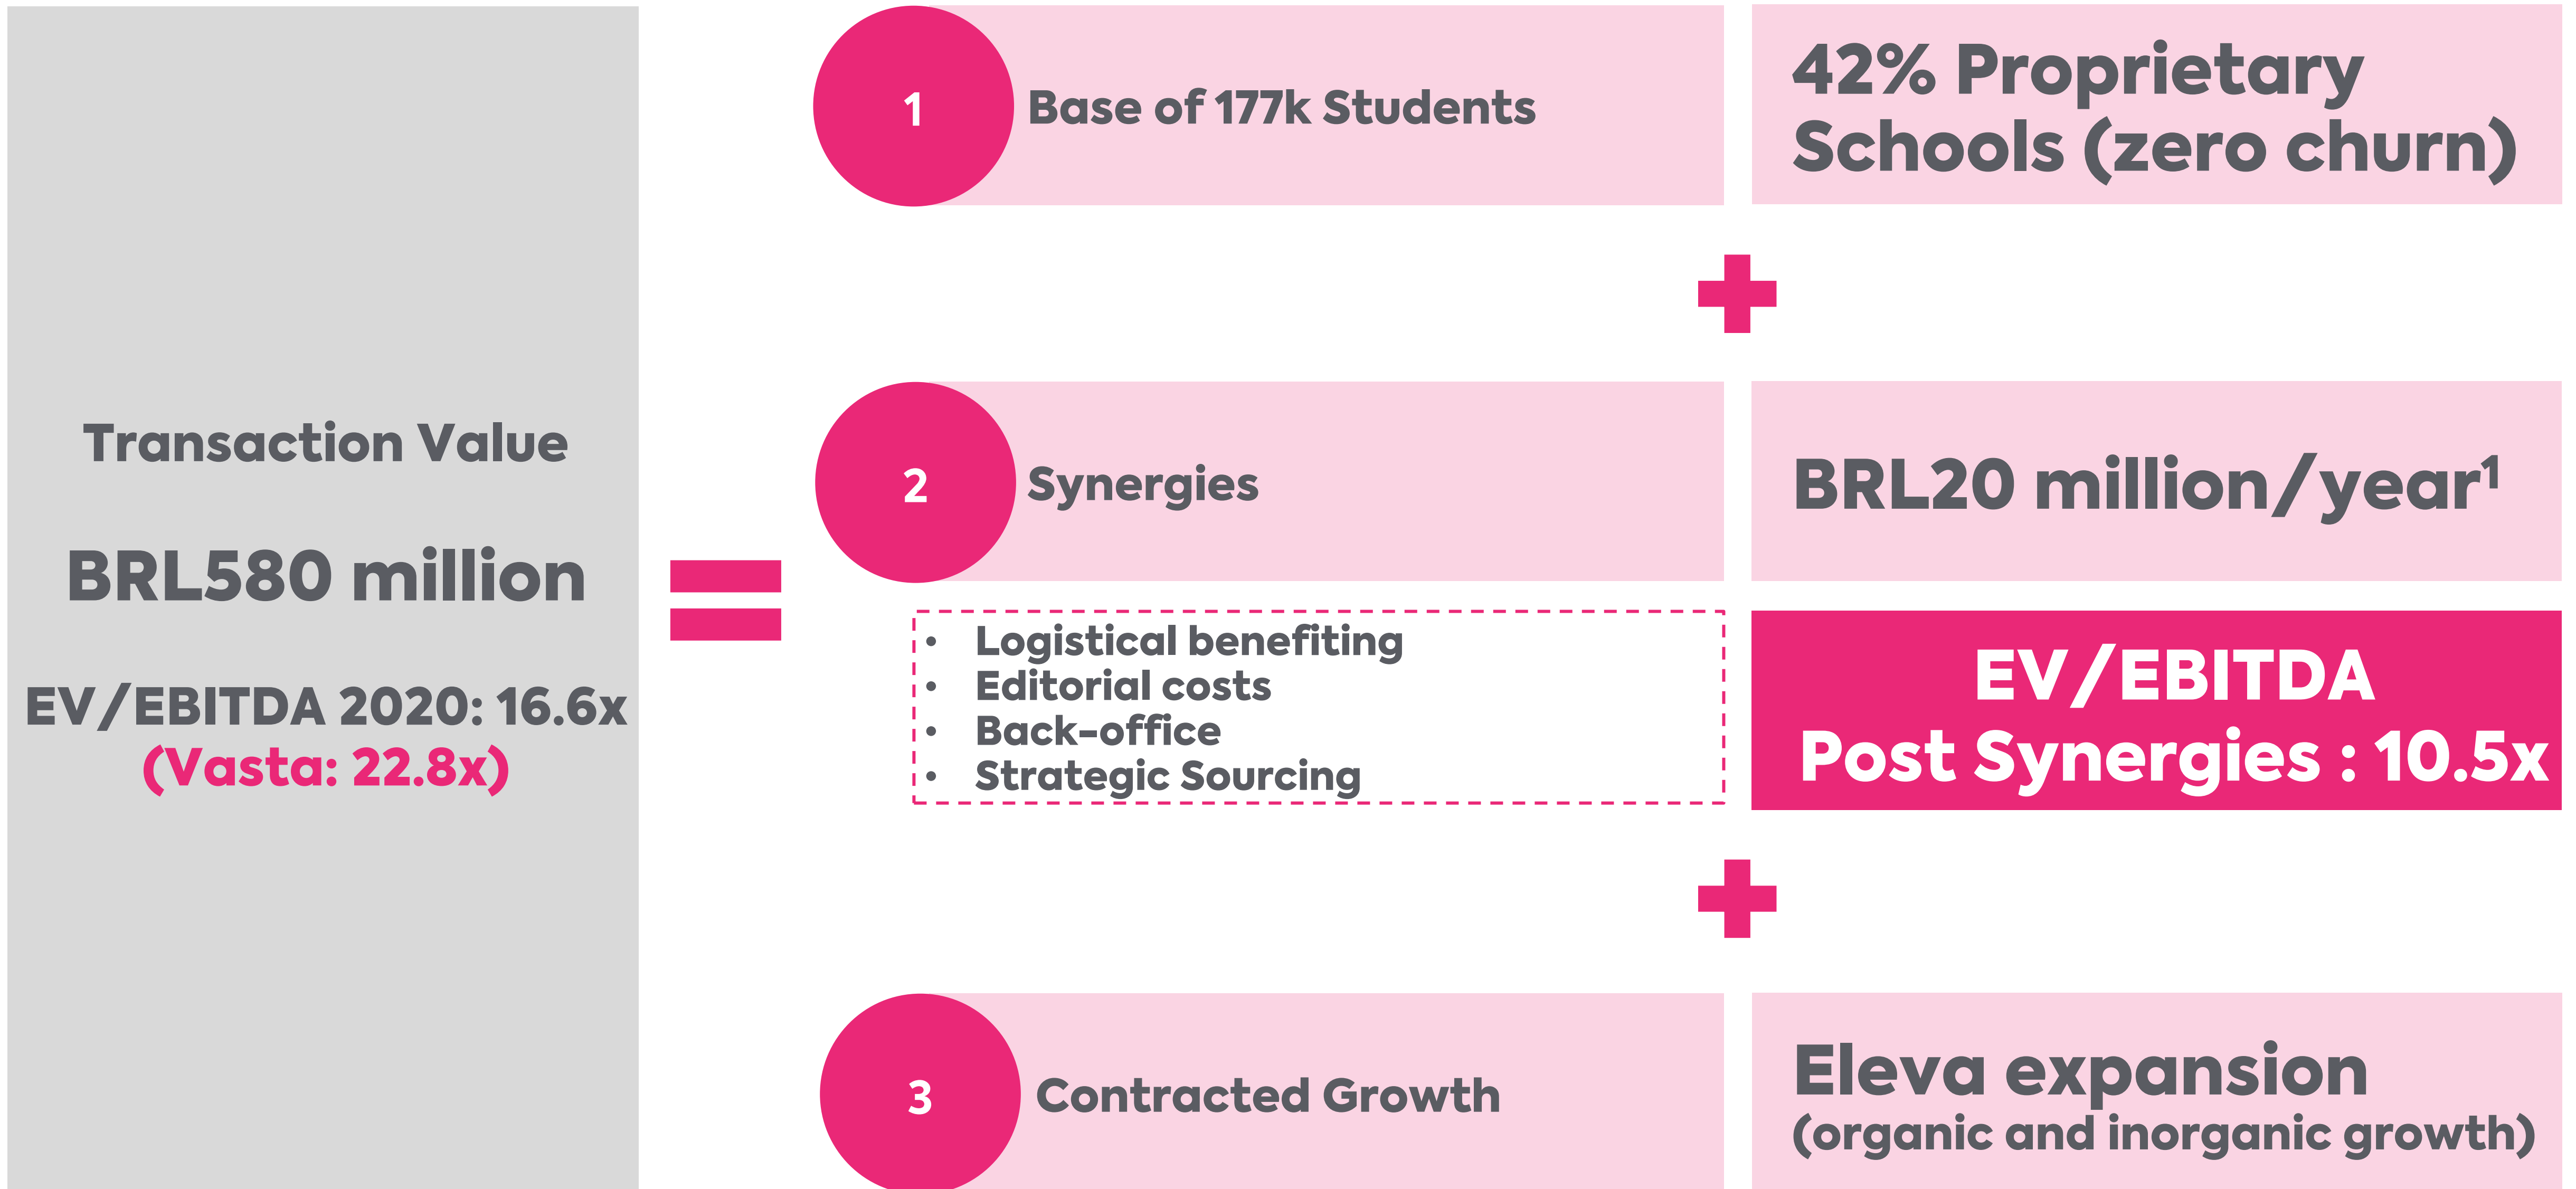 Transaction Value
BRL580 million
EV/EBITDA 2020: 16.6x
(Vasta: 22.8x)
1
Base of 177k Students
42% Proprietary
Schools (zero churn)
2
Synergies
BRL20 million/year¹
• Logistical benefiting
• Editorial costs
• Back-office
• Strategic Sourcing
EV/EBITDA
Post Synergies : 10.5x
3
Contracted Growth
Eleva expansion
(organic and inorganic growth)